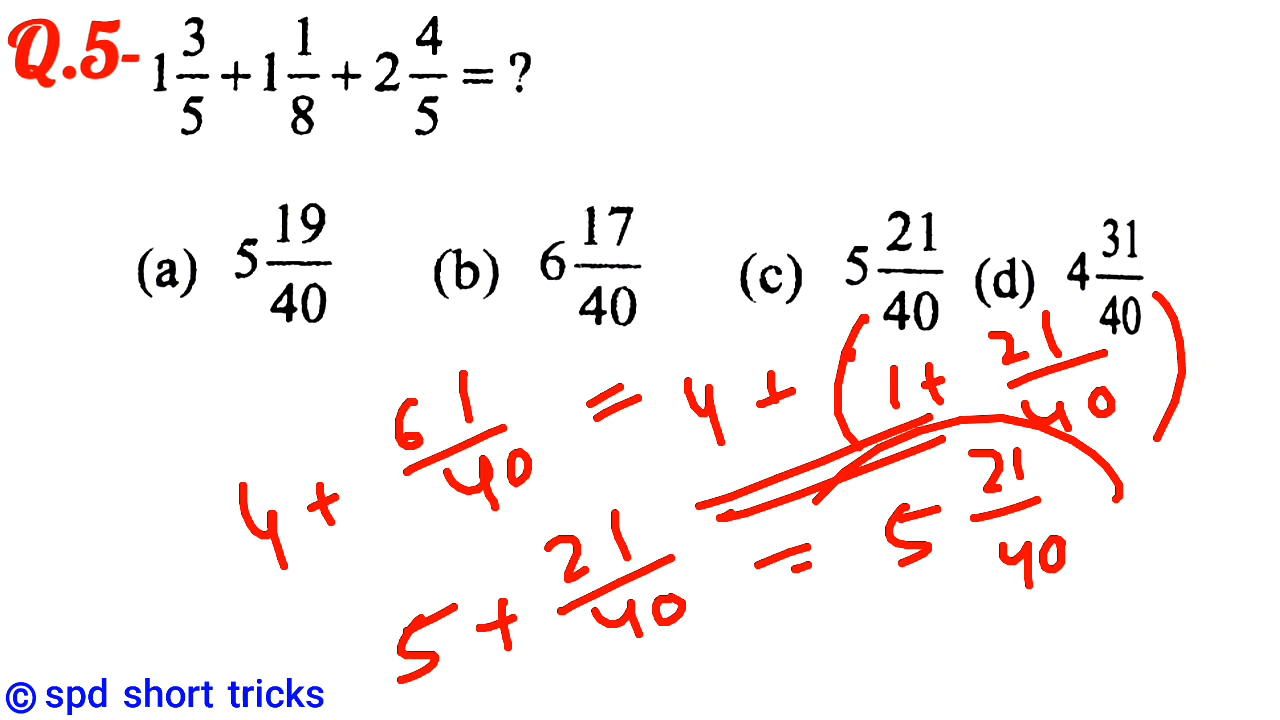 Q.5- 1 3/5 + 1 1/8 + 2 4/5 = ?
(a) 5 19/40 (b) 6 17/40 (c) 5 21/40 (d) 4 31/40
4 + 61/40 = 4 + (1 + 21/40)
5 + 21/40 = 5 21/40
© spd short tricks